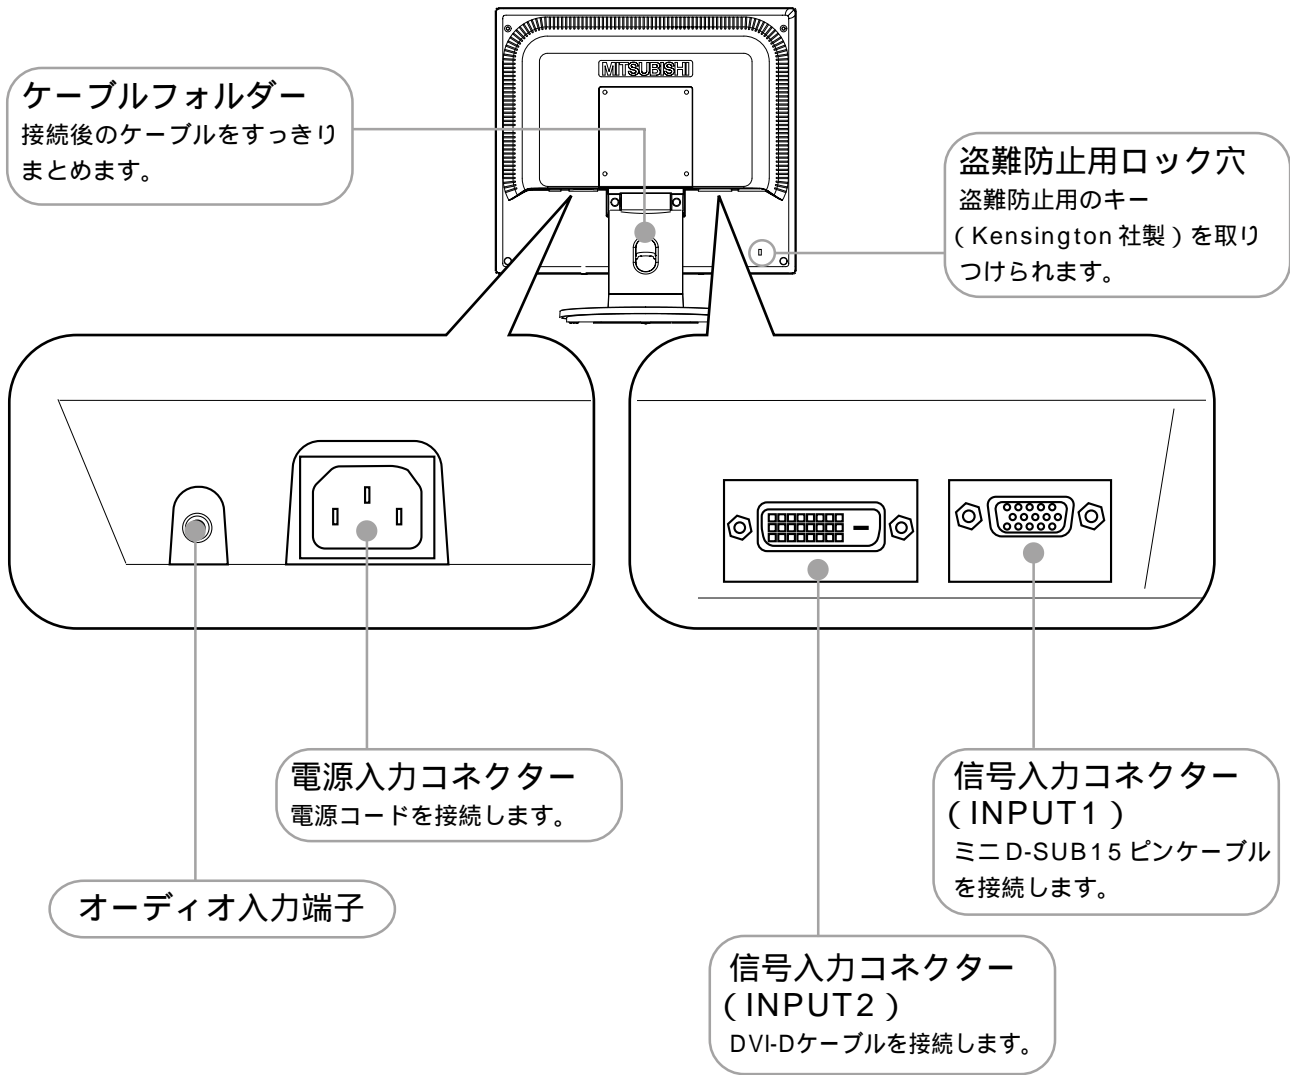 MITSUBISHI
ケーブルフォルダー
接続後のケーブルをすっきり
まとめます。
盗難防止用ロック穴
盗難防止用のキー
(Kensington 社製)を取り
つけられます。
電源入力コネクター
電源コードを接続します。
オーディオ入力端子
信号入力コネクター
(INPUT1)
ミニD-SUB15ピンケーブル
を接続します。
信号入力コネクター
(INPUT2)
DVI-Dケーブルを接続します。